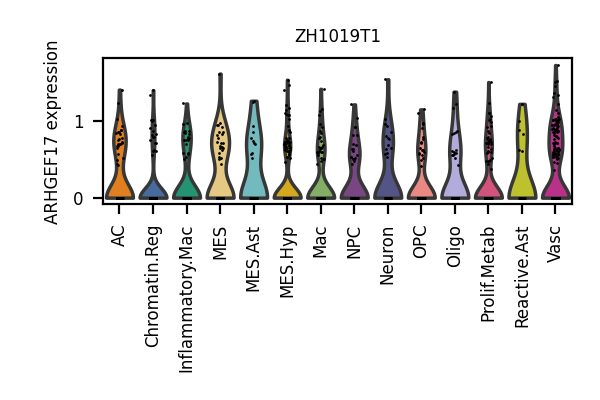 ZH1019T1
ARHGEF17 expression
1
0
AC
Chromatin.Reg
Inflammatory.Mac
MES
MES.Ast
MES.Hyp
Mac
NPC
Neuron
OPC
Oligo
Prolif.Metab
Reactive.Ast
Vasc